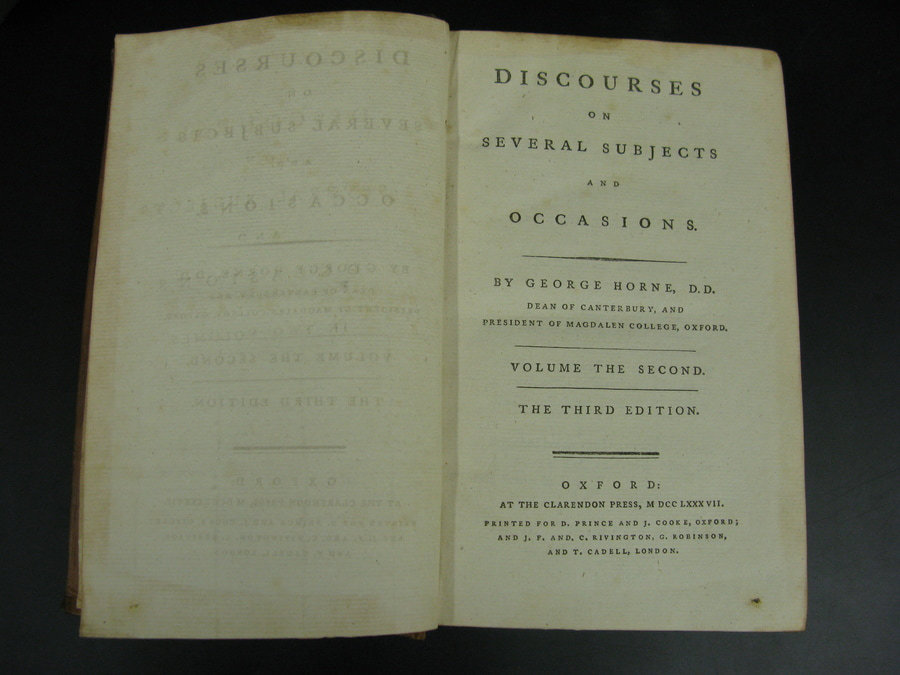 DISCOURSES
ON
SEVERAL SUBJECTS
AND
OCCASIONS.
BY GEORGE HORNE, D.D.
DEAN OF CANTERBURY, AND
PRESIDENT OF MAGDALEN COLLEGE, OXFORD.
VOLUME THE SECOND.
THE THIRD EDITION.
OXFORD:
AT THE CLARENDON PRESS, M DCC LXXXVII.
PRINTED FOR D. PRINCE AND J. COOKE, OXFORD;
AND J. F. AND, C. RIVINGTON, G. ROBINSON,
AND T. CADELL, LONDON.